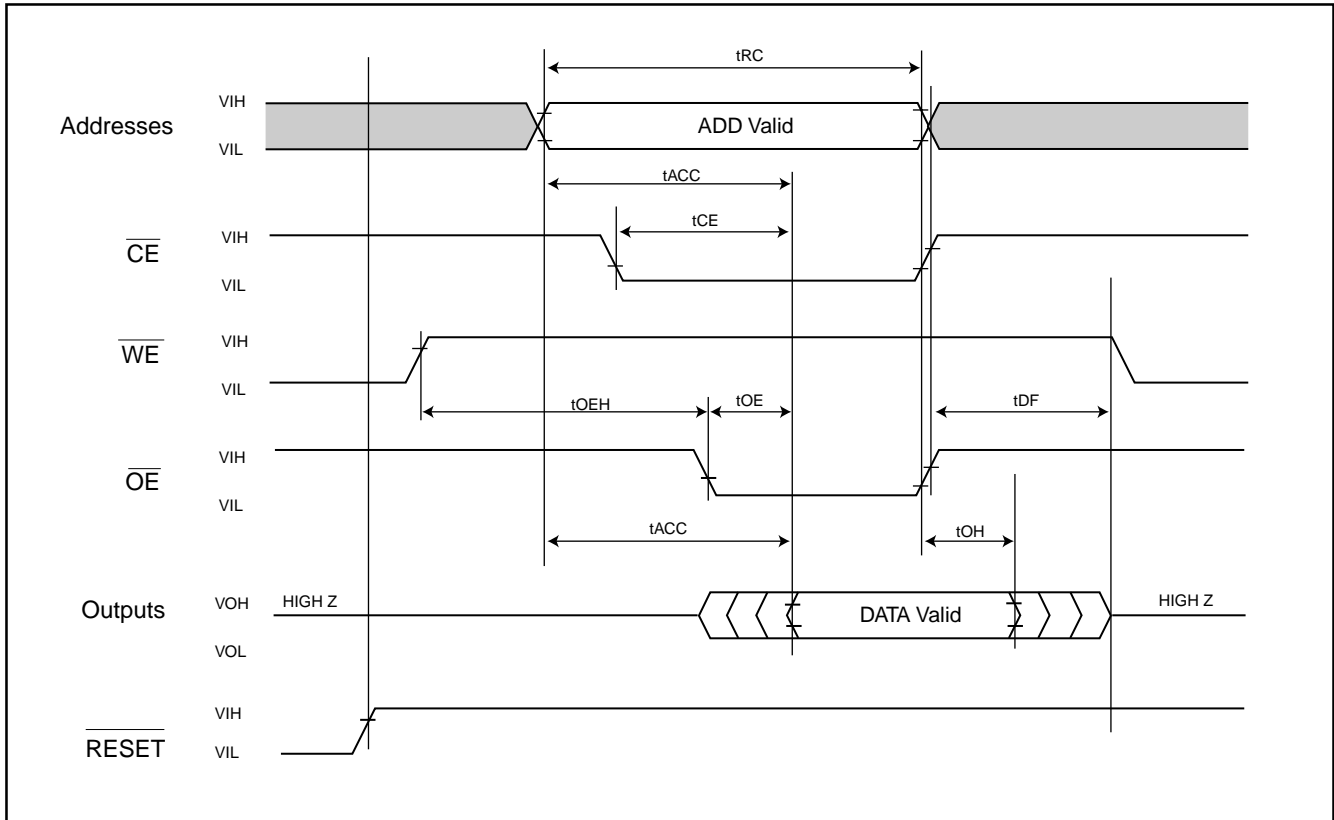 tRC
VIH
Addresses
ADD Valid
VIL
tACC
tCE
VIH
CE
VIL
VIH
WE
VIL
tOEH
tOE
tDF
VIH
OE
VIL
tACC
tOH
Outputs
VOH
HIGH Z
DATA Valid
HIGH Z
VOL
VIH
RESET
VIL